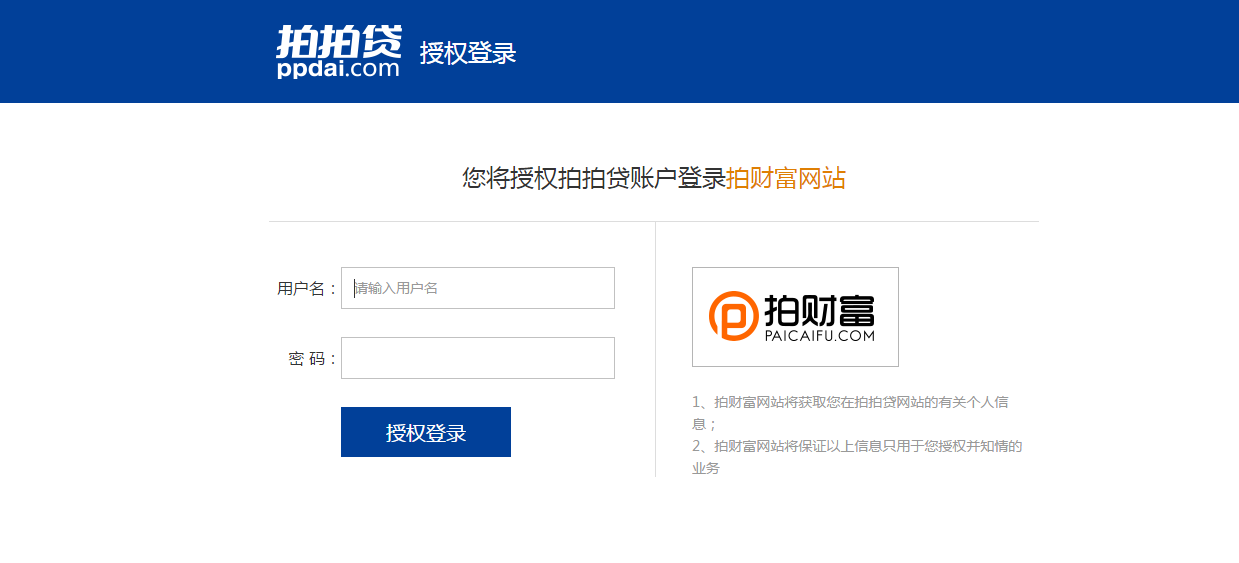 拍拍贷
ppdai.com
授权登录
您将授权拍拍贷账户登录拍财富网站
用户名：
请输入用户名
密 码：
授权登录
拍财富
PAICAIFU.COM
1、拍财富网站将获取您在拍拍贷网站的有关个人信
息；
2、拍财富网站将保证以上信息只用于您授权并知情的
业务